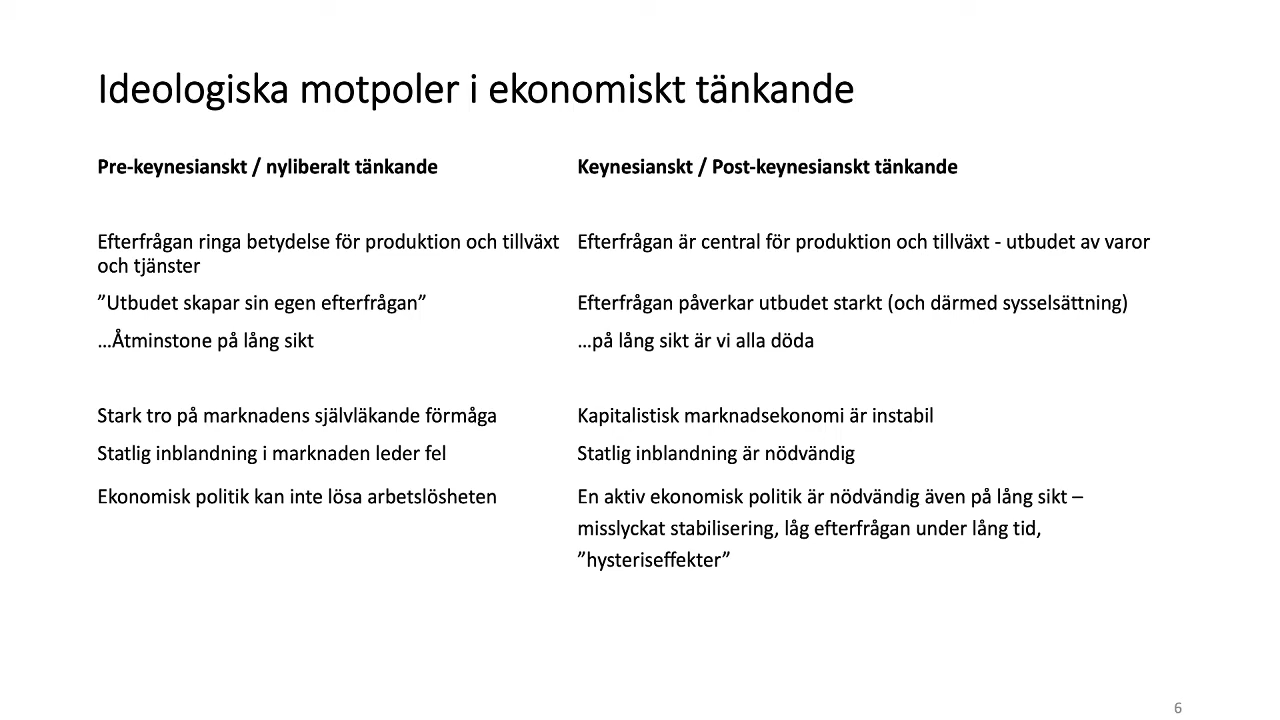 Ideologiska motpoler i ekonomiskt tänkande
Pre-keynesianskt / nyliberalt tänkande
Keynesianskt / Post-keynesianskt tänkande
Efterfrågan ringa betydelse för produktion och tillväxt
Efterfrågan är central för produktion och tillväxt - utbudet av varor
och tjänster
”Utbudet skapar sin egen efterfrågan”
Efterfrågan påverkar utbudet starkt (och därmed sysselsättning)
…Åtminstone på lång sikt
…på lång sikt är vi alla döda
Stark tro på marknadens självläkande förmåga
Kapitalistisk marknadsekonomi är instabil
Statlig inblandning i marknaden leder fel
Statlig inblandning är nödvändig
Ekonomisk politik kan inte lösa arbetslösheten
En aktiv ekonomisk politik är nödvändig även på lång sikt –
misslyckat stabilisering, låg efterfrågan under lång tid,
”hysteriseffekter”
6